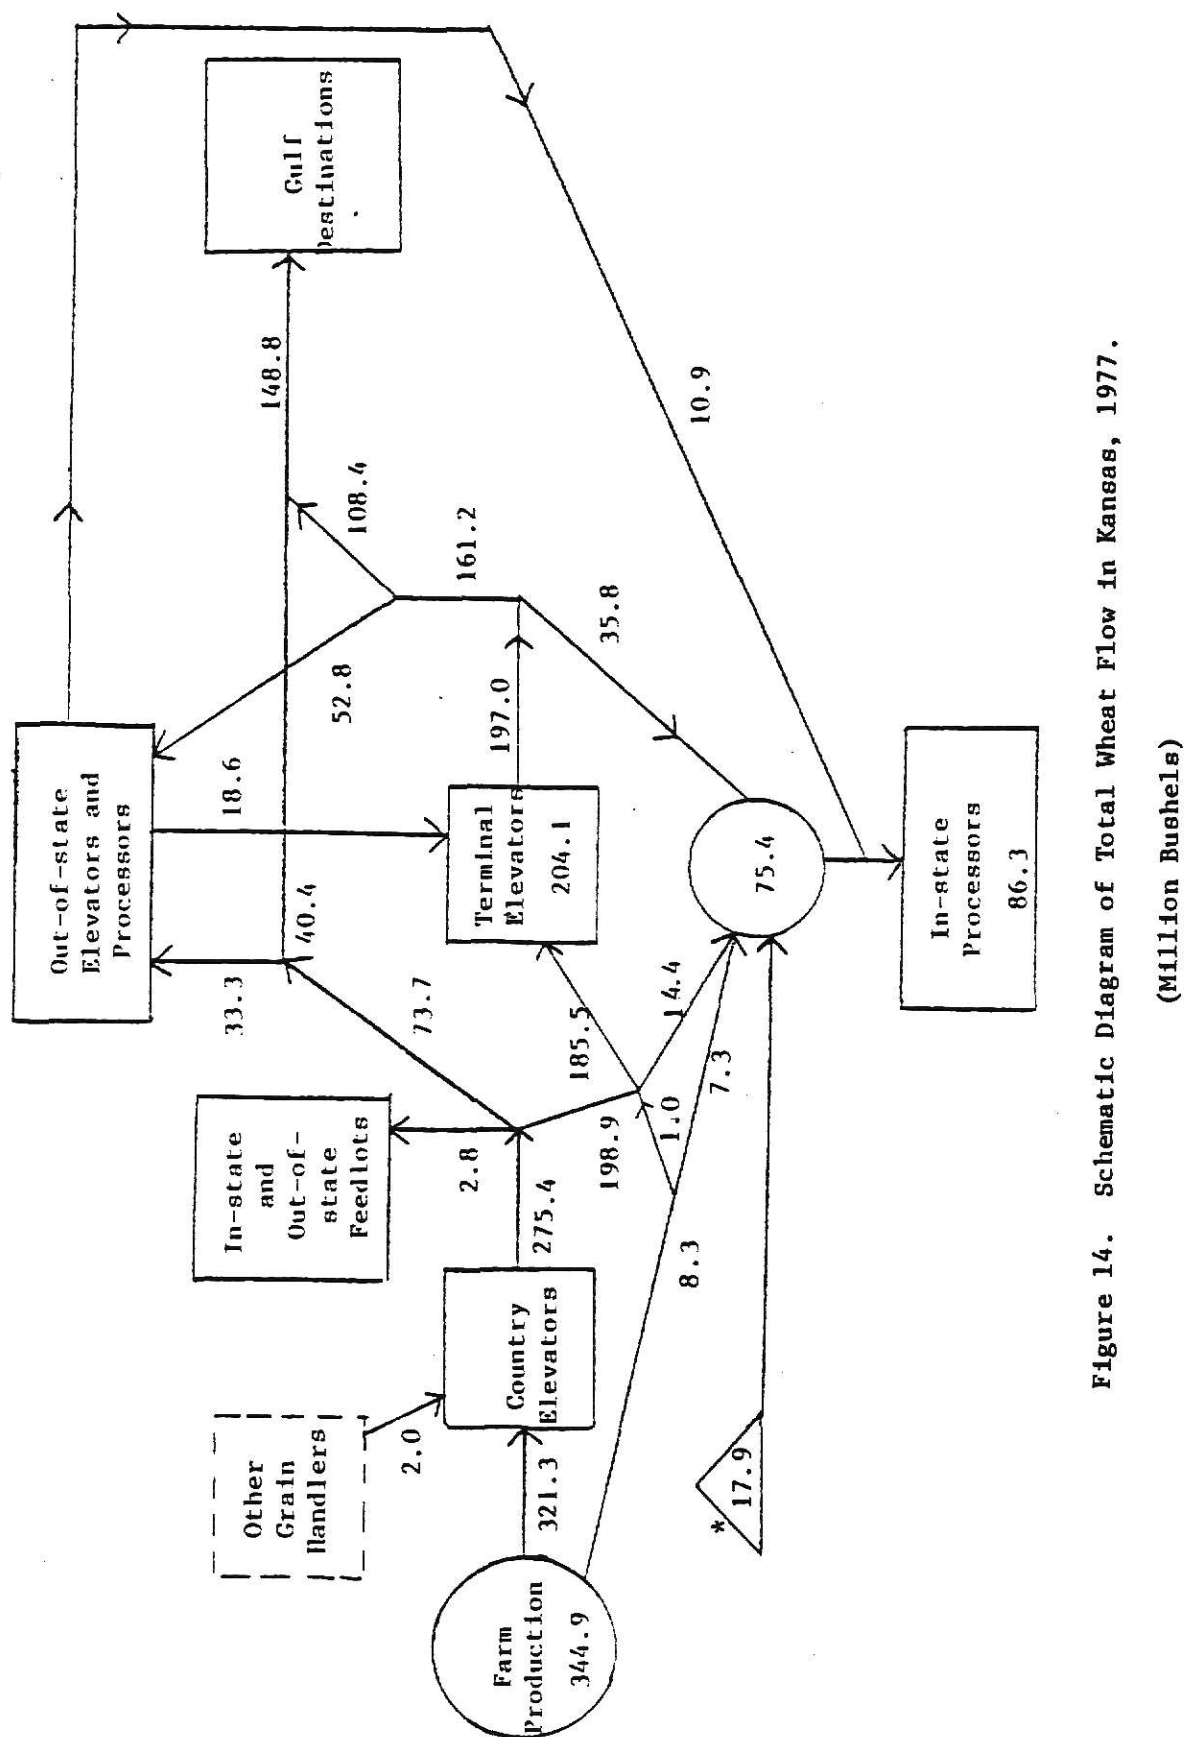 Out-of-state
Elevators and
Processors
Gulf
Destinations
In-state
and
Out-of-
state
Feedlots
Other
Grain
Handlers
33.3
18.6
52.8
148.8
108.4
40.4
73.7
2.8
2.0
161.2
197.0
Farm
Production
344.9
321.3
Country
Elevators
275.4
Terminal
Elevators
204.1
185.5
198.9
1.0
14.4
7.3
8.3
35.8
10.9
*
17.9
75.4
In-state
Processors
86.3
Figure 14. Schematic Diagram of Total Wheat Flow in Kansas, 1977.
(Million Bushels)